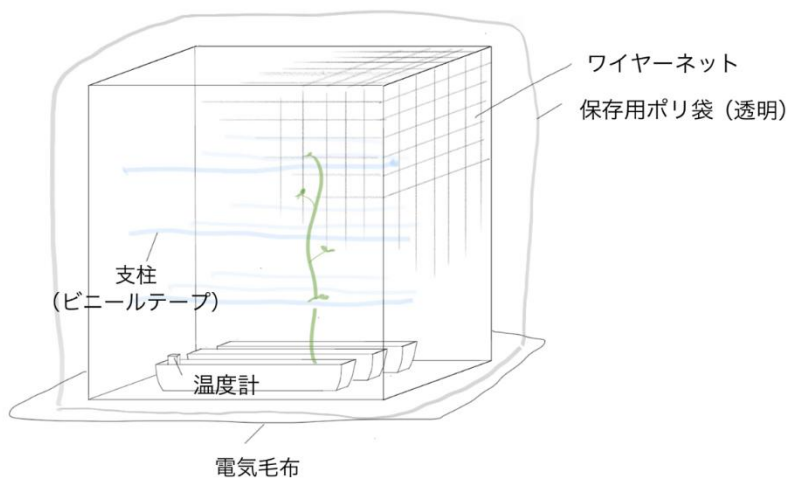 ワイヤーネット
保存用ポリ袋（透明）
支柱
（ビニールテープ）
温度計
電気毛布